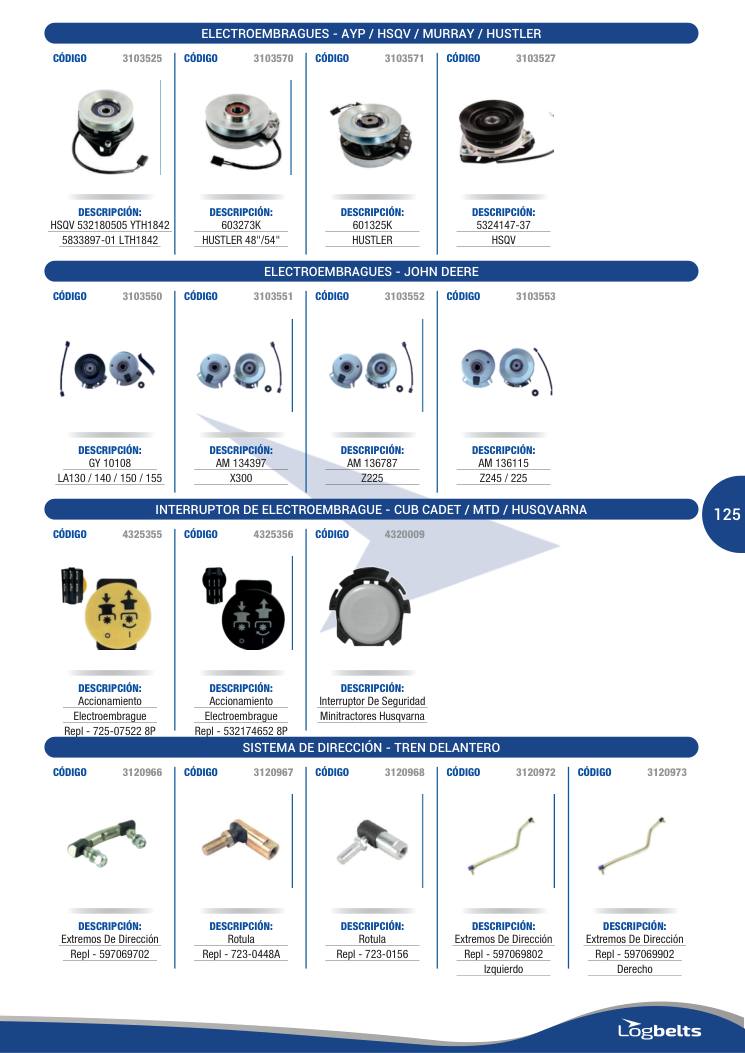 ELECTROEMBRAGUES - AYP / HSQV / MURRAY / HUSTLER
CÓDIGO 3103525
DESCRIPCIÓN:
HSQV 532180505 YTH1842
5833897-01 LTH1842
CÓDIGO 3103570
DESCRIPCIÓN:
603273K
HUSTLER 48"/54"
CÓDIGO 3103571
DESCRIPCIÓN:
601325K
HUSTLER
CÓDIGO 3103527
DESCRIPCIÓN:
5324147-37
HSQV
ELECTROEMBRAGUES - JOHN DEERE
CÓDIGO 3103550
DESCRIPCIÓN:
GY 10108
LA130 / 140 / 150 / 155
CÓDIGO 3103551
DESCRIPCIÓN:
AM 134397
X300
CÓDIGO 3103552
DESCRIPCIÓN:
AM 136787
Z225
CÓDIGO 3103553
DESCRIPCIÓN:
AM 136115
Z245 / 225
INTERRUPTOR DE ELECTROEMBRAGUE - CUB CADET / MTD / HUSQVARNA
125
CÓDIGO 4325355
DESCRIPCIÓN:
Accionamiento
Electroembrague
Repl - 725-07522 8P
CÓDIGO 4325356
DESCRIPCIÓN:
Accionamiento
Electroembrague
Repl - 532174652 8P
CÓDIGO 4320009
DESCRIPCIÓN:
Interruptor De Seguridad
Minitractores Husqvarna
SISTEMA DE DIRECCIÓN - TREN DELANTERO
CÓDIGO 3120966
DESCRIPCIÓN:
Extremos De Dirección
Repl - 597069702
CÓDIGO 3120967
DESCRIPCIÓN:
Rotula
Repl - 723-0448A
CÓDIGO 3120968
DESCRIPCIÓN:
Rotula
Repl - 723-0156
CÓDIGO 3120972
DESCRIPCIÓN:
Extremos De Dirección
Repl - 597069802
Izquierdo
CÓDIGO 3120973
DESCRIPCIÓN:
Extremos De Dirección
Repl - 597069902
Derecho
Logbelts